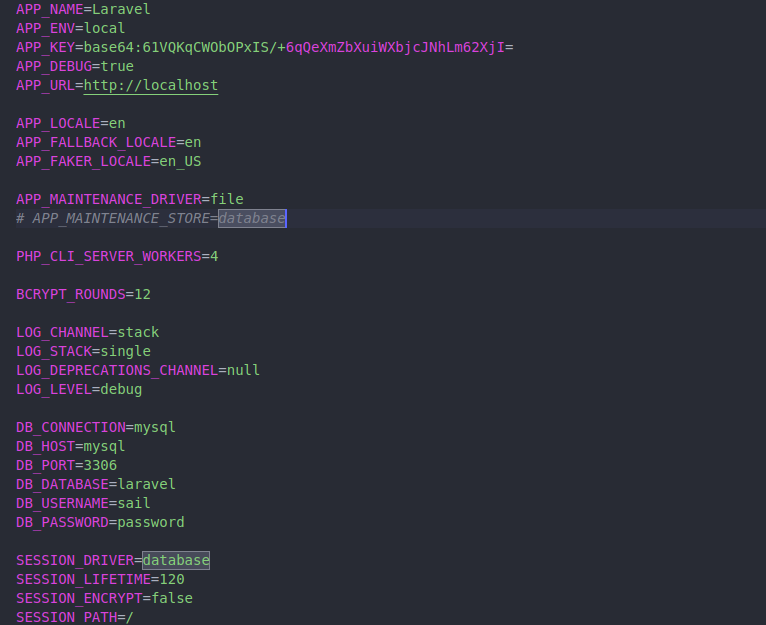 APP_NAME=Laravel
APP_ENV=local
APP_KEY=base64:61VQKqCWObOPxIS/+6qQeXmZbXuiWXbjcJNhLm62XjI=
APP_DEBUG=true
APP_URL=http://localhost
APP_LOCALE=en
APP_FALLBACK_LOCALE=en
APP_FAKER_LOCALE=en_US
APP_MAINTENANCE_DRIVER=file
# APP_MAINTENANCE_STORE=database
PHP_CLI_SERVER_WORKERS=4
BCRYPT_ROUNDS=12
LOG_CHANNEL=stack
LOG_STACK=single
LOG_DEPRECATIONS_CHANNEL=null
LOG_LEVEL=debug
DB_CONNECTION=mysql
DB_HOST=mysql
DB_PORT=3306
DB_DATABASE=laravel
DB_USERNAME=sail
DB_PASSWORD=password
SESSION_DRIVER=database
SESSION_LIFETIME=120
SESSION_ENCRYPT=false
SESSION_PATH=/